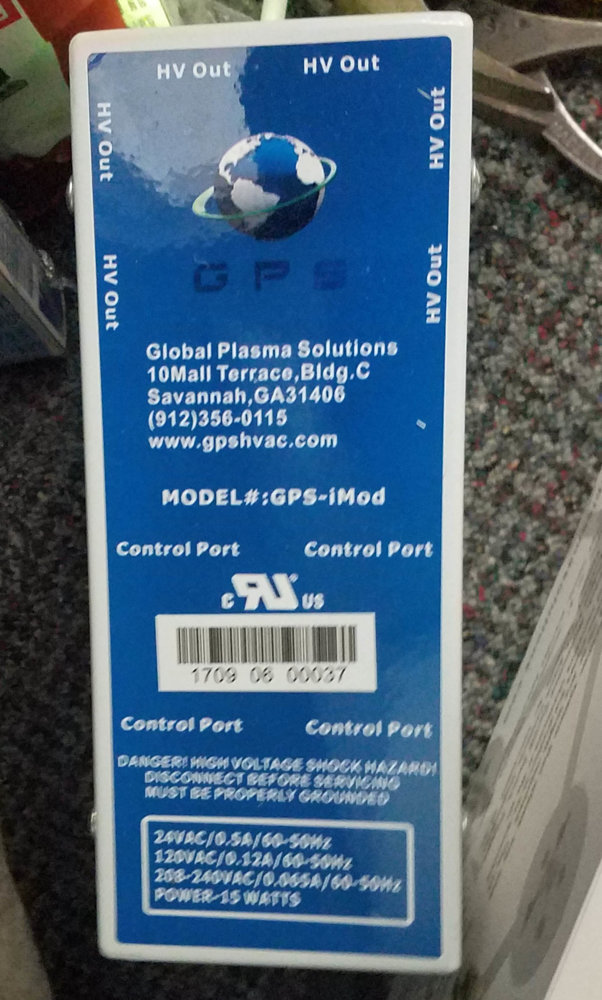 HV Out
HV Out
HV Out
HV Out
HV Out
HV Out
GPS
Global Plasma Solutions
10Mall Terrace,Bldg.C
Savannah,GA31406
(912)356-0115
www.gpshvac.com
MODEL#:GPS-iMod
Control Port
Control Port
C RU US
1709 06 00037
Control Port
Control Port
DANGER! HIGH VOLTAGE SHOCK HAZARD!
DISCONNECT BEFORE SERVICING
MUST BE PROPERLY GROUNDED
24VAC/0.5A/60-50Hz
120VAC/0.12A/60-50Hz
208-240VAC/0.065A/60-50Hz
POWER-15 WATTS